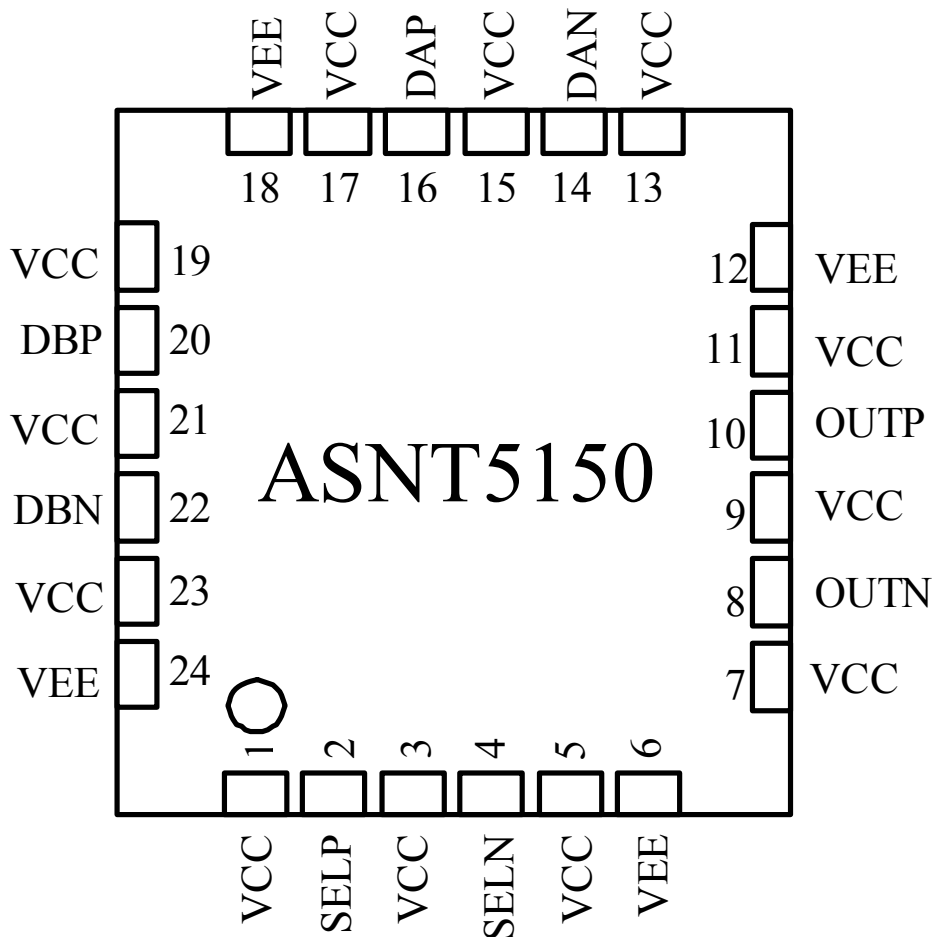 VEE VCC DAP VCC DAN VCC
18 17 16 15 14 13
VCC 19 12 VEE
DBP 20 11 VCC
VCC 21 10 OUTP
ASNT5150
DBN 22 9 VCC
VCC 23 8 OUTN
VEE 24 7 VCC
1 2 3 4 5 6
VCC SELP VCC SELN VCC VEE